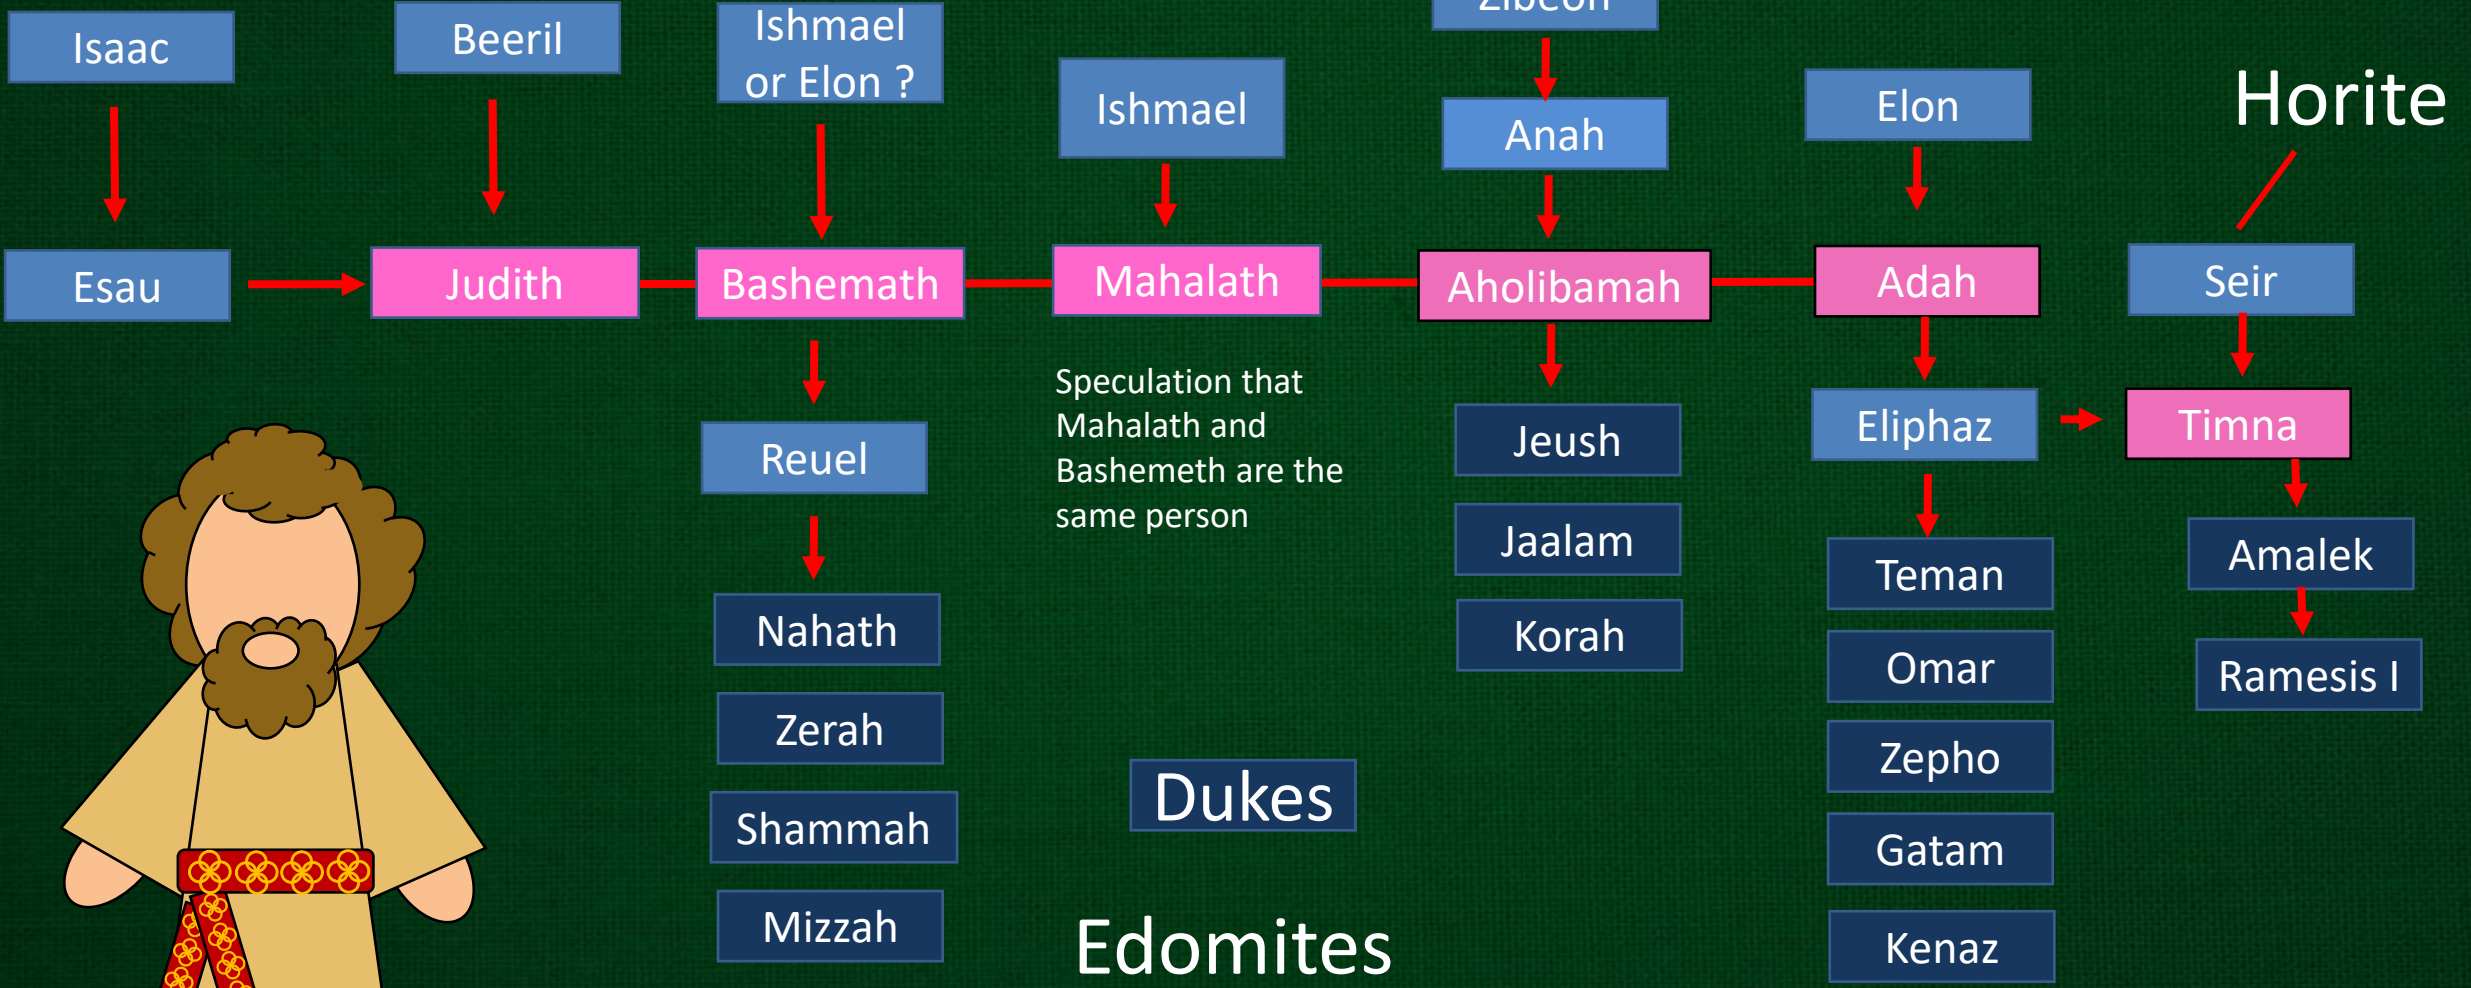 Zibeon
Isaac
Beeril
Ishmael
or Elon ?
Ishmael
Anah
Elon
Horite
Esau
Judith
Bashemath
Mahalath
Aholibamah
Adah
Seir
Speculation that
Mahalath and
Bashemeth are the
same person
Reuel
Jeush
Eliphaz
Timna
Jaalam
Amalek
Teman
Nahath
Korah
Omar
Ramesis I
Zerah
Zepho
Dukes
Shammah
Gatam
Mizzah
Edomites
Kenaz